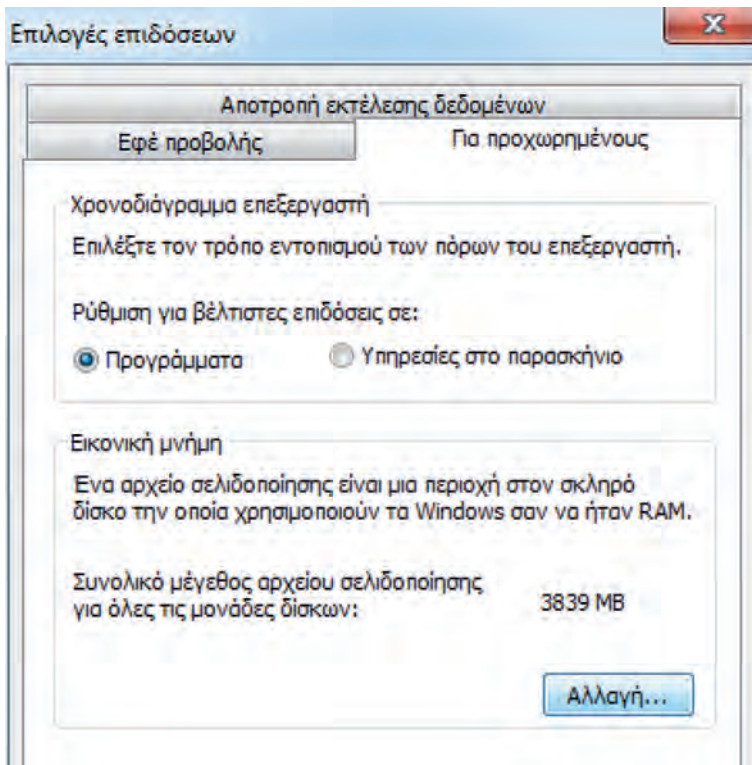 Επιλογές επιδόσεων
Αποτροπή εκτέλεσης δεδομένων
Εφέ προβολής
Για προχωρημένους
Χρονοδιάγραμμα επεξεργαστή
Επιλέξτε τον τρόπο εντοπισμού των πόρων του επεξεργαστή.
Ρύθμιση για βέλτιστες επιδόσεις σε:
Προγράμματα
Υπηρεσίες στο παρασκήνιο
Εικονική μνήμη
Ένα αρχείο σελιδοποίησης είναι μια περιοχή στον σκληρό
δίσκο την οποία χρησιμοποιούν τα Windows σαν να ήταν RAM.
Συνολικό μέγεθος αρχείου σελιδοποίησης
για όλες τις μονάδες δίσκων:
3839 MB
Αλλαγή...